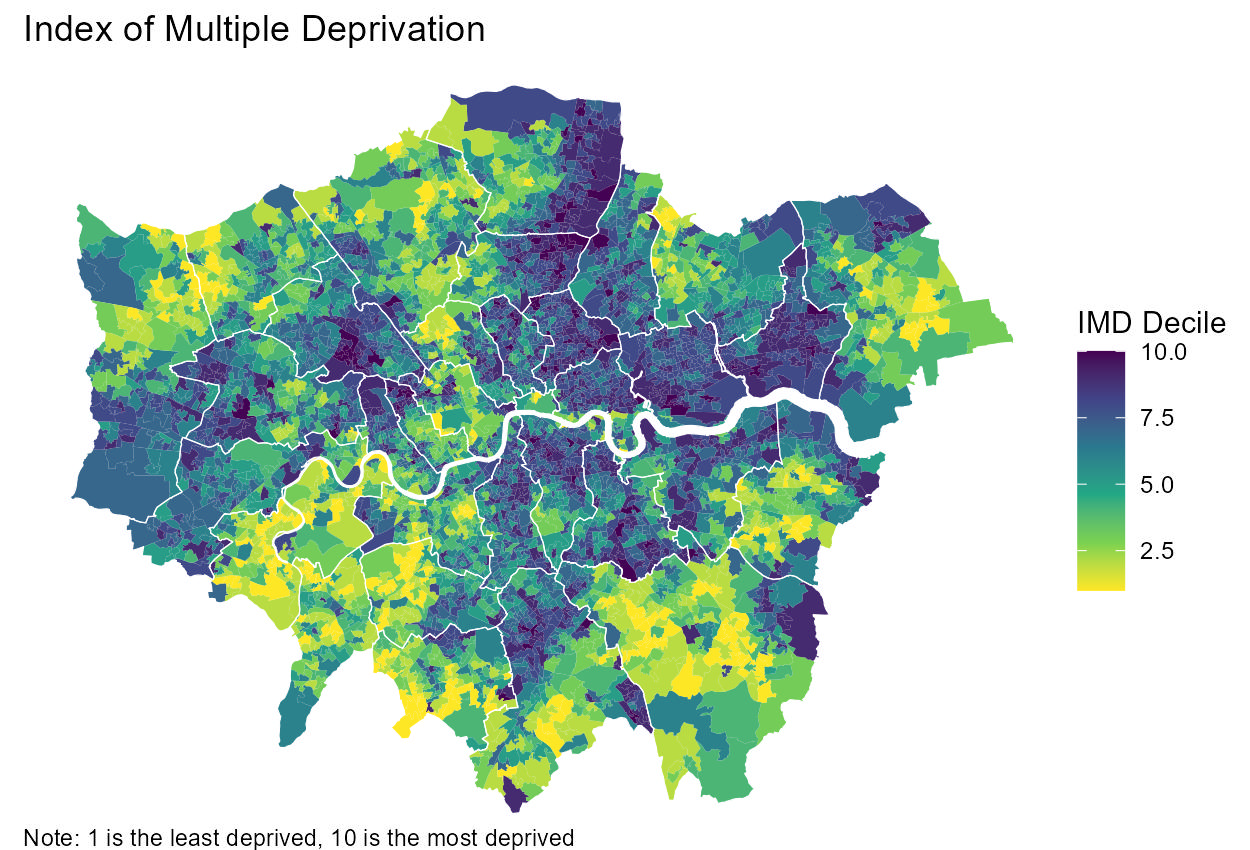 Index of Multiple Deprivation
IMD Decile
10.0
7.5
5.0
2.5
Note: 1 is the least deprived, 10 is the most deprived